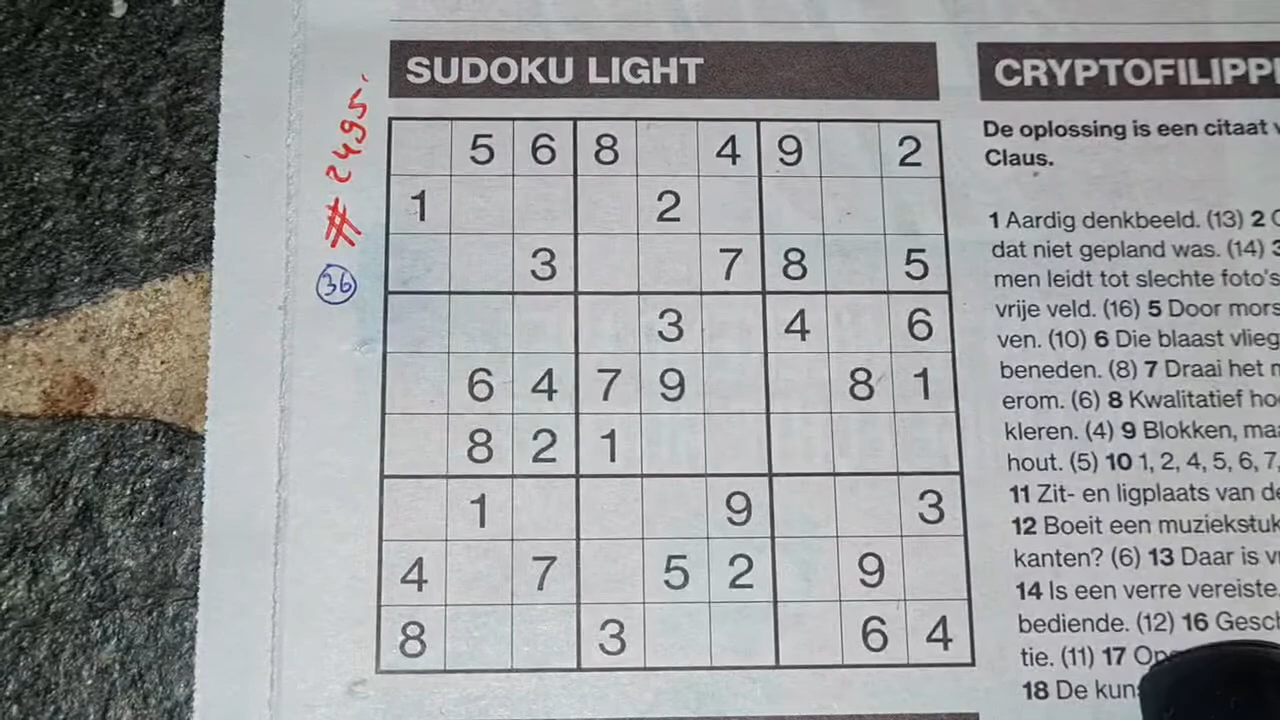 SUDOKU LIGHT
# 2495.
36
5 6 8 4 9 2
1 2
3 7 8 5
3 4 6
6 4 7 9 8 1
8 2 1
1 9 3
4 7 5 2 9
8 3 6 4
CRYPTOFILIPP
De oplossing is een citaat
Claus.
1 Aardig denkbeeld. (13) 2
dat niet gepland was. (14) 3
men leidt tot slechte foto's
vrije veld. (16) 5 Door mors
ven. (10) 6 Die blaast vlieg
beneden. (8) 7 Draai het
erom. (6) 8 Kwalitatief
kleren. (4) 9 Blokken,
hout. (5) 10 1, 2, 4, 5, 6, 7,
11 Zit- en ligplaats van
12 Boeit een muziekstuk
kanten? (6) 13 Daar is
14 Is een verre vereiste.
bediende. (12) 16
tie. (11) 17
18 De